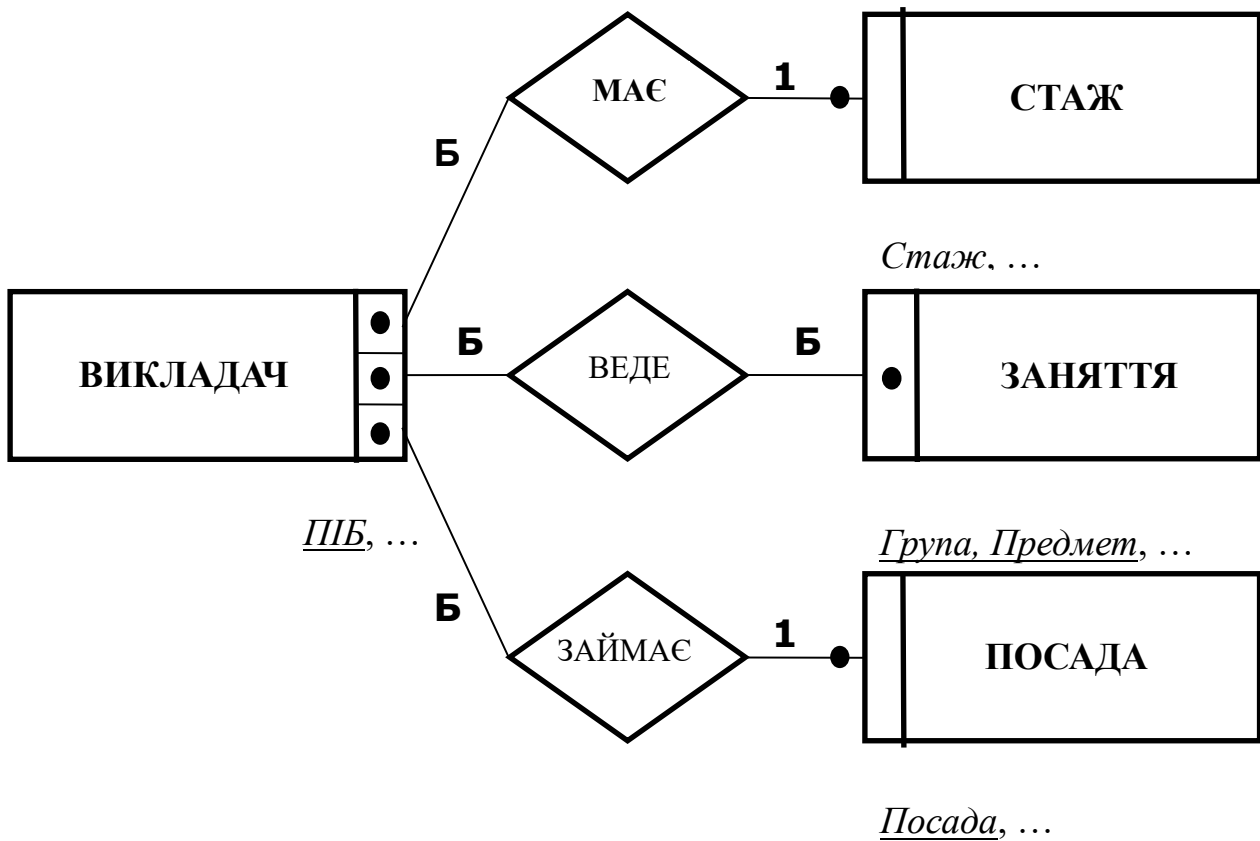 МАЄ
1
СТАЖ
Б
Стаж, …
ВИКЛАДАЧ
Б
ВЕДЕ
Б
ЗАНЯТТЯ
ПІБ, …
Група, Предмет, …
Б
ЗАЙМАЄ
1
ПОСАДА
Посада, …